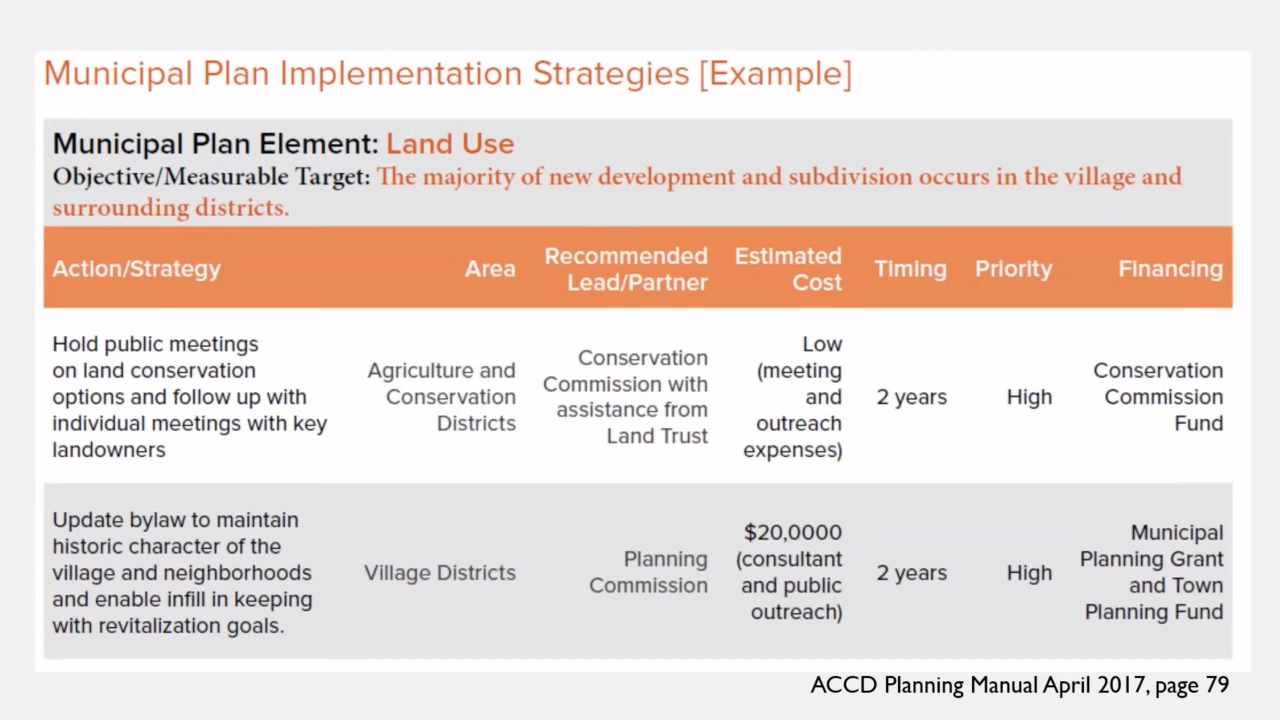 Municipal Plan Implementation Strategies [Example]
Municipal Plan Element: Land Use
Objective/Measurable Target: The majority of new development and subdivision occurs in the village and
surrounding districts.
Action/Strategy
Area
Recommended
Lead/Partner
Estimated
Cost
Timing
Priority
Financing
Hold public meetings
on land conservation
options and follow up with
individual meetings with key
landowners
Agriculture and
Conservation
Districts
Conservation
Commission with
assistance from
Land Trust
Low
(meeting
and
outreach
expenses)
2 years
High
Conservation
Commission
Fund
Update bylaw to maintain
historic character of the
village and neighborhoods
and enable infill in keeping
with revitalization goals.
Village Districts
Planning
Commission
$20,0000
(consultant
and public
outreach)
2 years
High
Municipal
Planning Grant
and Town
Planning Fund
ACCD Planning Manual April 2017, page 79